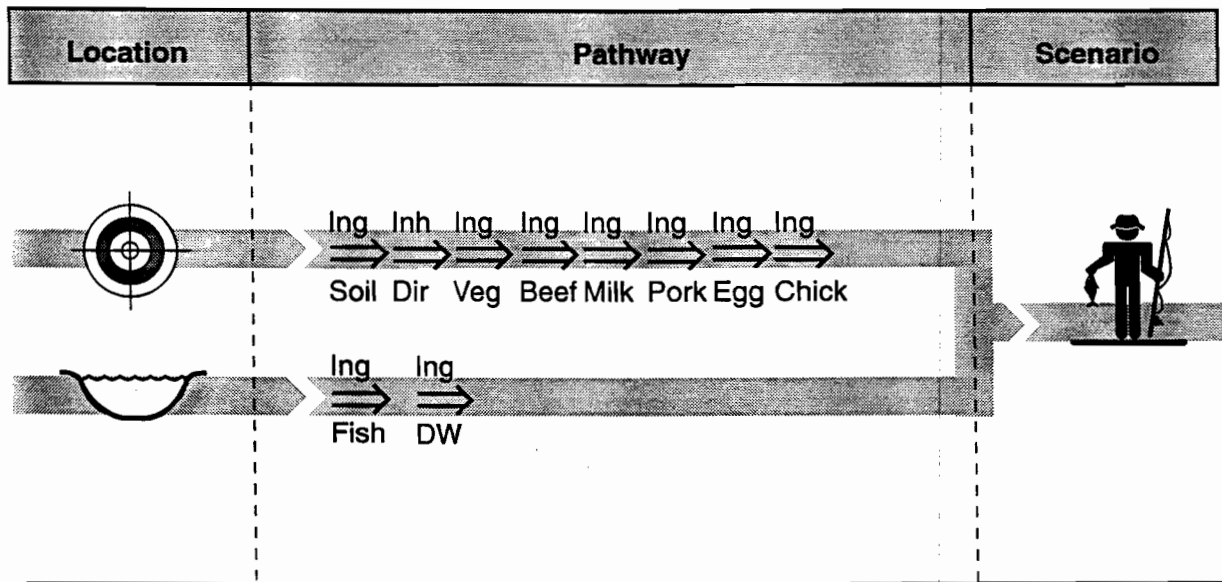 Location Pathway Scenario
Ing Inh Ing Ing Ing Ing Ing Ing
Soil Dir Veg Beef Milk Pork Egg Chick
Ing Ing
Fish DW